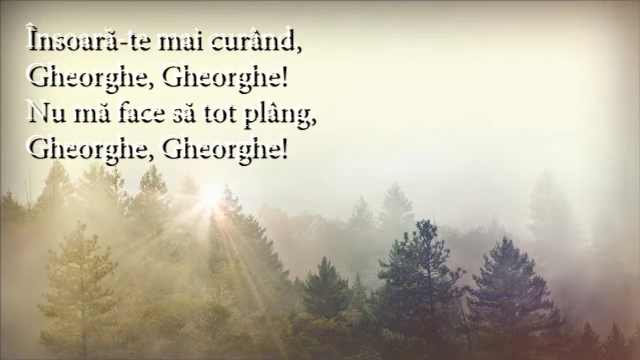 Însoară-te mai curând,
Gheorghe, Gheorghe!
Nu mă face să tot plâng,
Gheorghe, Gheorghe!